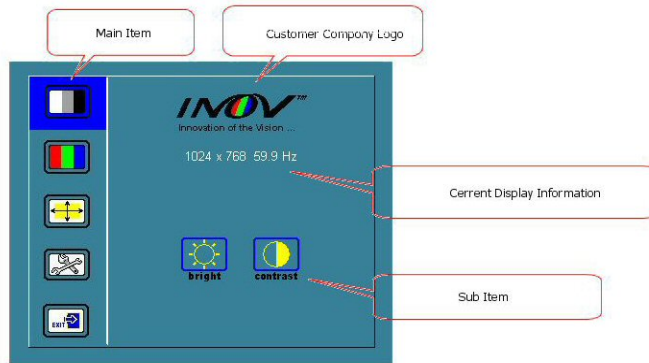 Main Item
Customer Company Logo
INOV™
Innovation of the Vision ...
1024 x 768 59.9 Hz
Cerrent Display Information
bright
contrast
Sub Item
EXIT